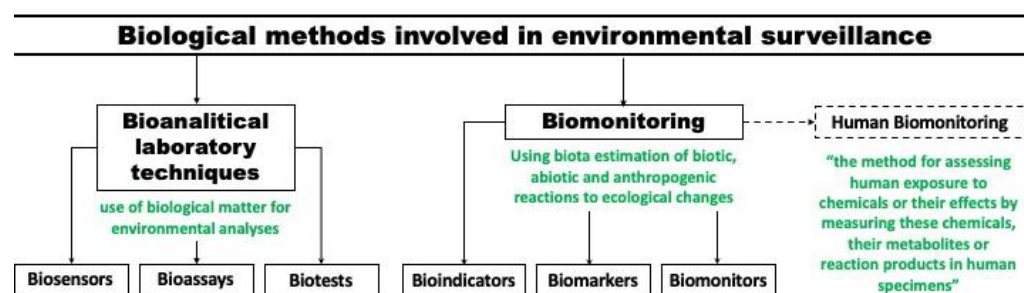 Biological methods involved in environmental surveillance
Bioanalitical
laboratory
techniques
use of biological matter for
environmental analyses
Biosensors
Bioassays
Biotests
Biomonitoring
Using biota estimation of biotic,
abiotic and anthropogenic
reactions to ecological changes
Bioindicators
Biomarkers
Biomonitors
Human Biomonitoring
“the method for assessing
human exposure to
chemicals or their effects by
measuring these chemicals,
their metabolites or
reaction products in human
specimens”